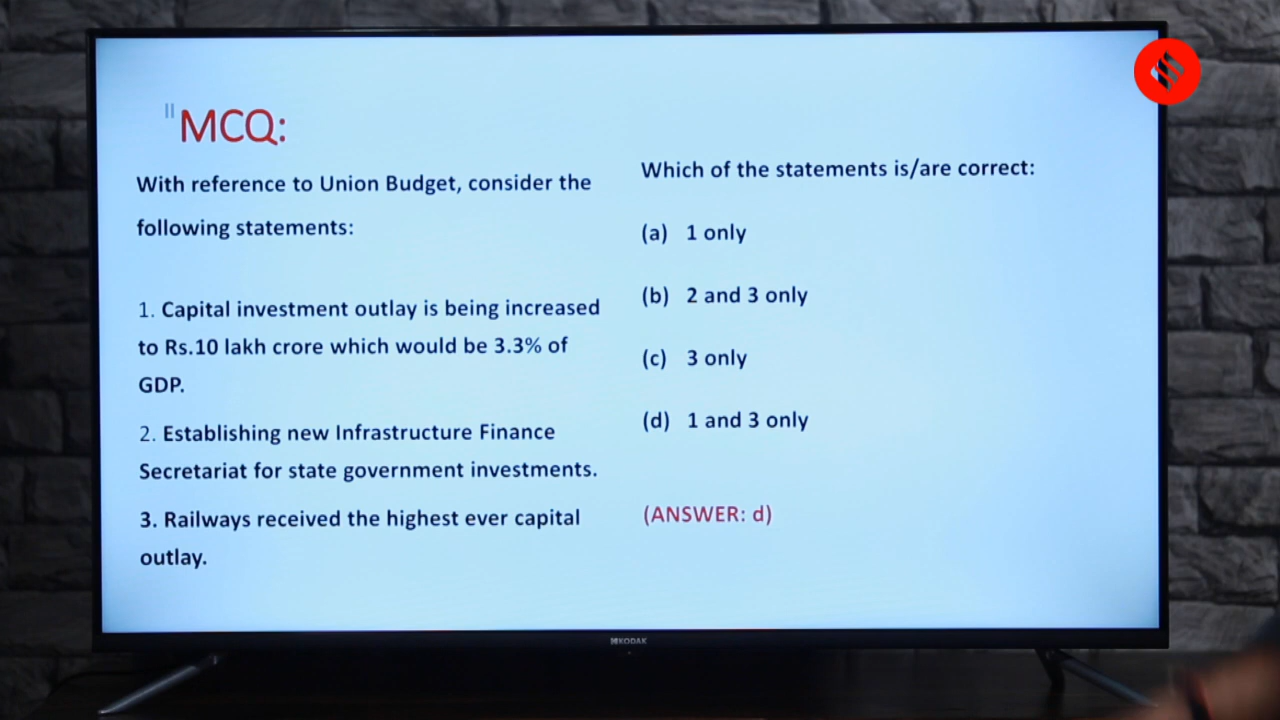 MCQ:
With reference to Union Budget, consider the
following statements:
1. Capital investment outlay is being increased
to Rs.10 lakh crore which would be 3.3% of
GDP.
2. Establishing new Infrastructure Finance
Secretariat for state government investments.
3. Railways received the highest ever capital
outlay.
Which of the statements is/are correct:
(a) 1 only
(b) 2 and 3 only
(c) 3 only
(d) 1 and 3 only
(ANSWER: d)
KODAK